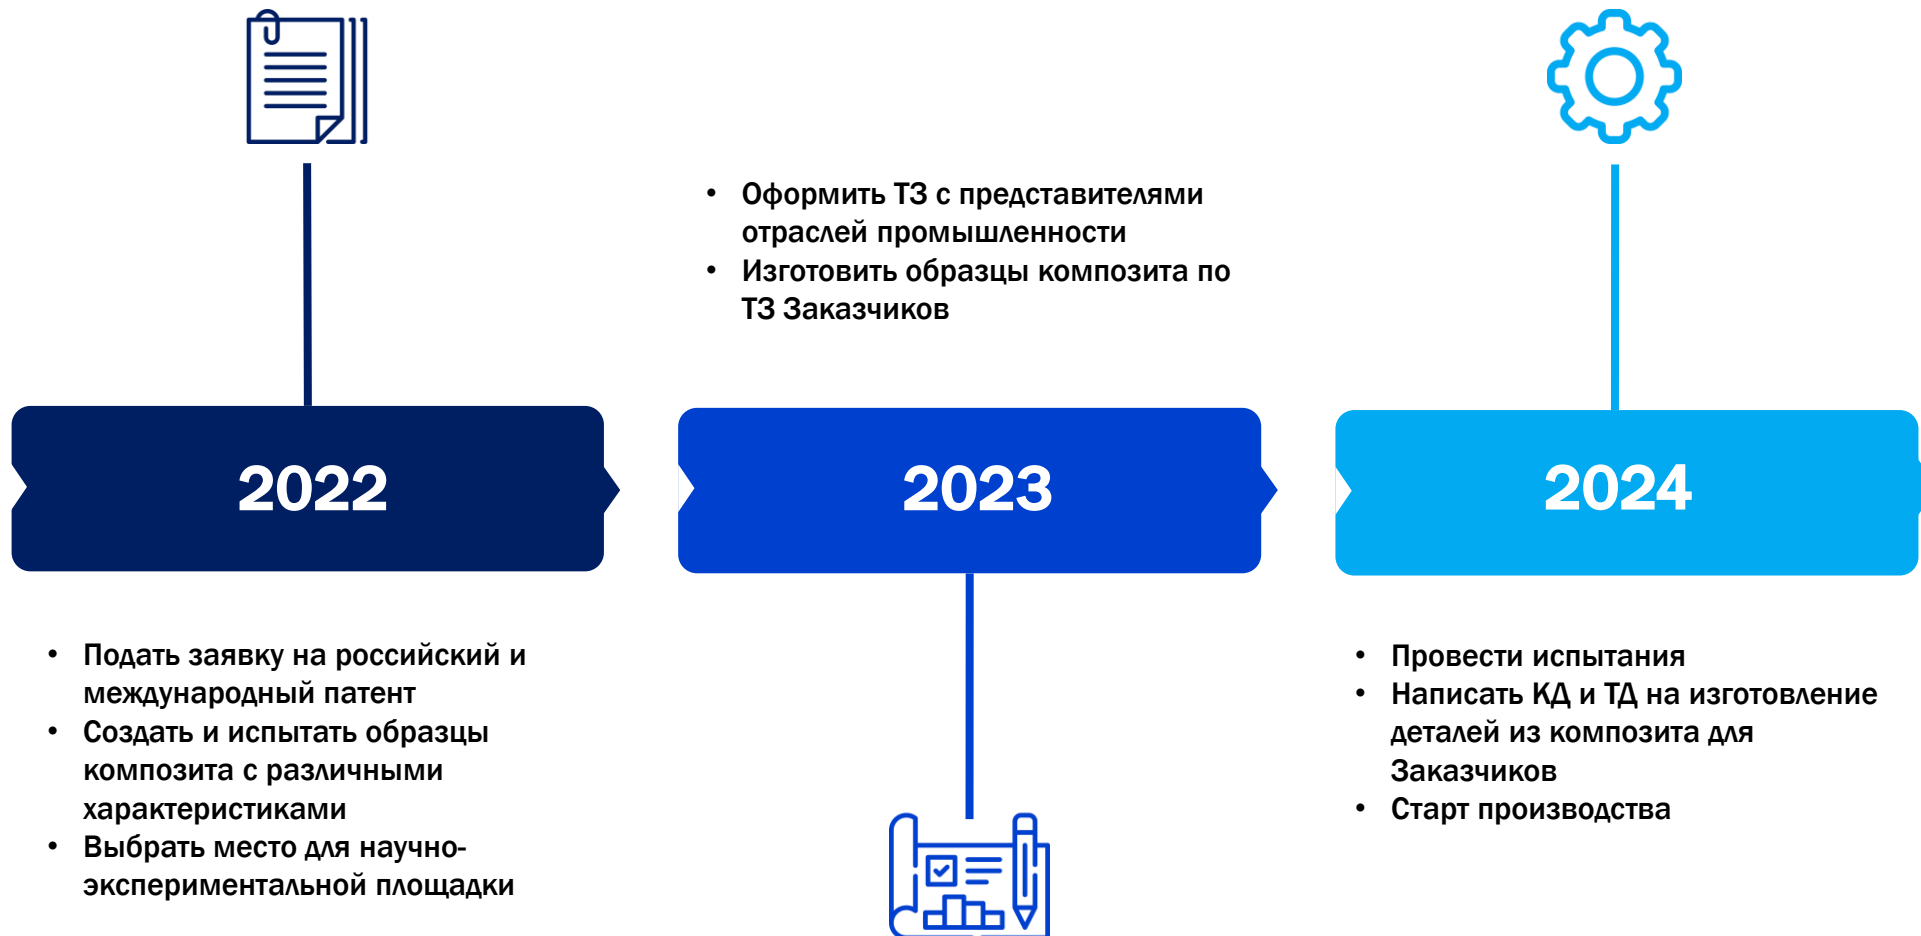 2022
• Подать заявку на российский и
международный патент
• Создать и испытать образцы
композита с различными
характеристиками
• Выбрать место для научно-
экспериментальной площадки
• Оформить ТЗ с представителями
отраслей промышленности
• Изготовить образцы композита по
ТЗ Заказчиков
2023
2024
• Провести испытания
• Написать КД и ТД на изготовление
деталей из композита для
Заказчиков
• Старт производства